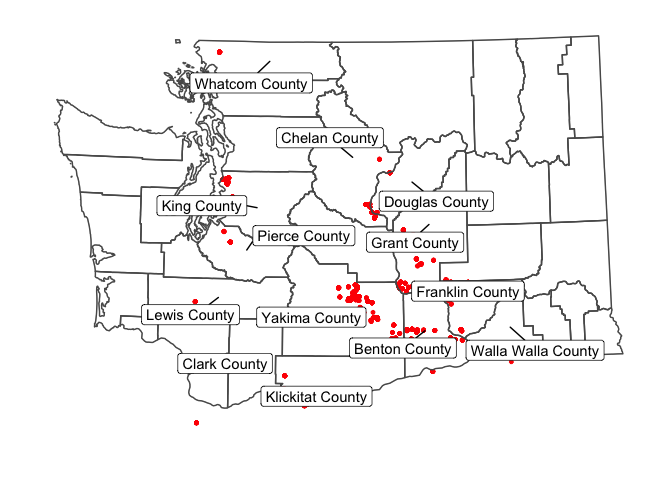 Whatcom County
Chelan County
Douglas County
King County
Pierce County
Grant County
Franklin County
Lewis County
Yakima County
Benton County
Walla Walla County
Clark County
Klickitat County